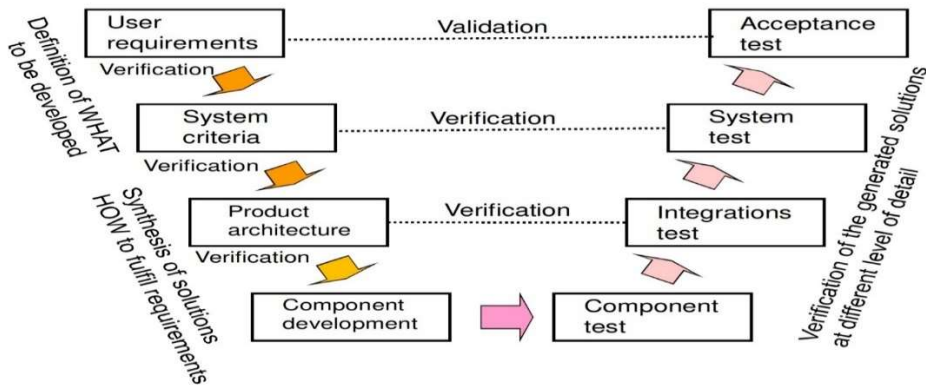 User
requirements
Validation
Acceptance
test
Verification
Definition of WHAT
to be developed
System
criteria
Verification
System
test
Verification
Product
architecture
Verification
Integrations
test
Verification
Synthesis of solutions
HOW to fulfil requirements
Component
development
Component
test
Verification of the generated solutions
at different level of detail